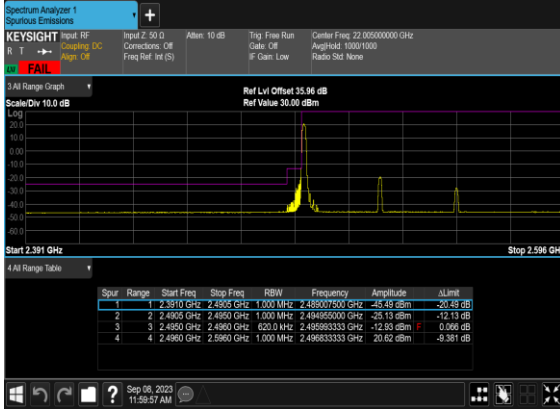 Spectrum Analyzer 1
Spurious Emissions
KEYSIGHT Input: RF Input Z: 50 Ω Atten: 10 dB Trig: Free Run Center Freq: 22.005000000 GHz
Coupling: DC Corrections: Off Gate: Off Avg|Hold: 1000/1000
R T Align: Off Freq Ref: Int (S) IF Gain: Low Radio Std: None
FAIL
3 All Range Graph
Ref Lvl Offset 35.96 dB
Scale/Div 10.0 dB Ref Value 30.00 dBm
Log
20.0
10.0
0.00
-10.0
-20.0
-30.0
-40.0
-50.0
-60.0
Start 2.391 GHz Stop 2.596 GH
4 All Range Table
Spur Range Start Freq Stop Freq RBW Frequency Amplitude ΔLimit
1 1 2.3910 GHz 2.4905 GHz 1.000 MHz 2.489007500 GHz -45.49 dBm -20.49 dB
2 2 2.4905 GHz 2.4950 GHz 1.000 MHz 2.494955000 GHz -25.13 dBm -12.13 dB
3 3 2.4950 GHz 2.4960 GHz 620.0 kHz 2.495993333 GHz -12.93 dBm F 0.066 dB
4 4 2.4960 GHz 2.5960 GHz 1.000 MHz 2.496833333 GHz 20.62 dBm -9.381 dB
Sep 08, 2023
11:59:57 AM